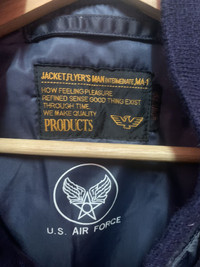 JACKET,FLYER'S MAN INTERMEDIATE,MA-1
HOW FEELING PLEASURE
REFINED SENSE GOOD THING EXIST
THROUGH TIME.
WE MAKE QUALITY
PRODUCTS
U.S. AIR FORCE